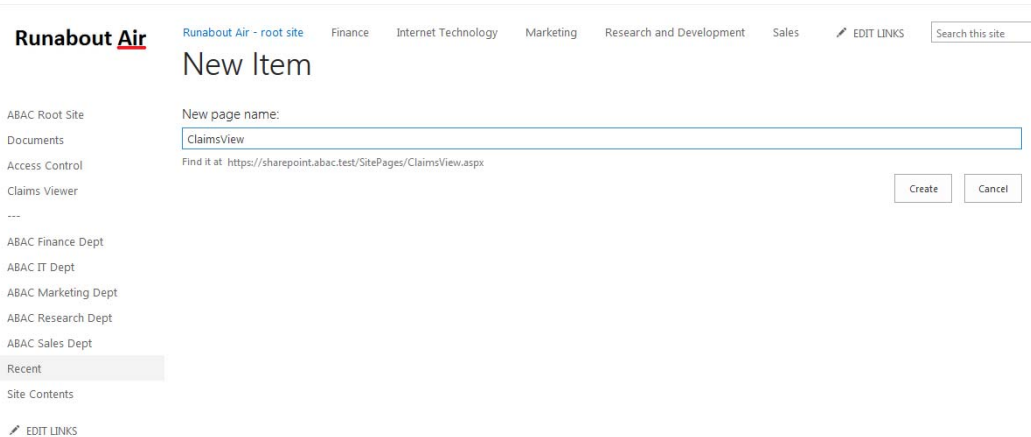 Runabout Air
Runabout Air - root site Finance Internet Technology Marketing Research and Development Sales EDIT LINKS Search this site
New Item
ABAC Root Site
Documents
Access Control
Claims Viewer
---
ABAC Finance Dept
ABAC IT Dept
ABAC Marketing Dept
ABAC Research Dept
ABAC Sales Dept
Recent
Site Contents
EDIT LINKS
New page name:
ClaimsView
Find it at https://sharepoint.abac.test/SitePages/ClaimsView.aspx
Create Cancel